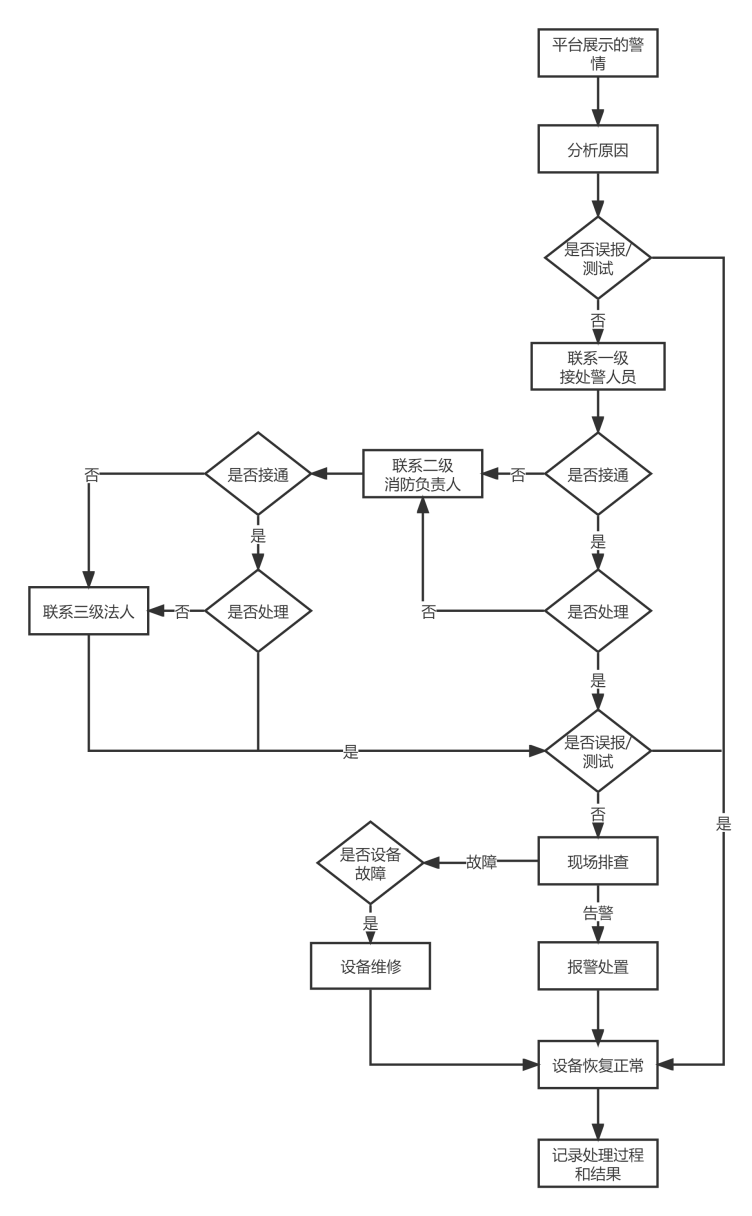 平台展示的警
情
分析原因
是否误报/
测试
否
联系一级
接处警人员
是否接通
否
联系二级
消防负责人
是否接通
否
是
是
联系三级法人
否
是否处理
否
是否处理
是
是
是否误报/
测试
否
是
是否设备
故障
故障
现场排查
是
告警
设备维修
报警处置
设备恢复正常
记录处理过程
和结果